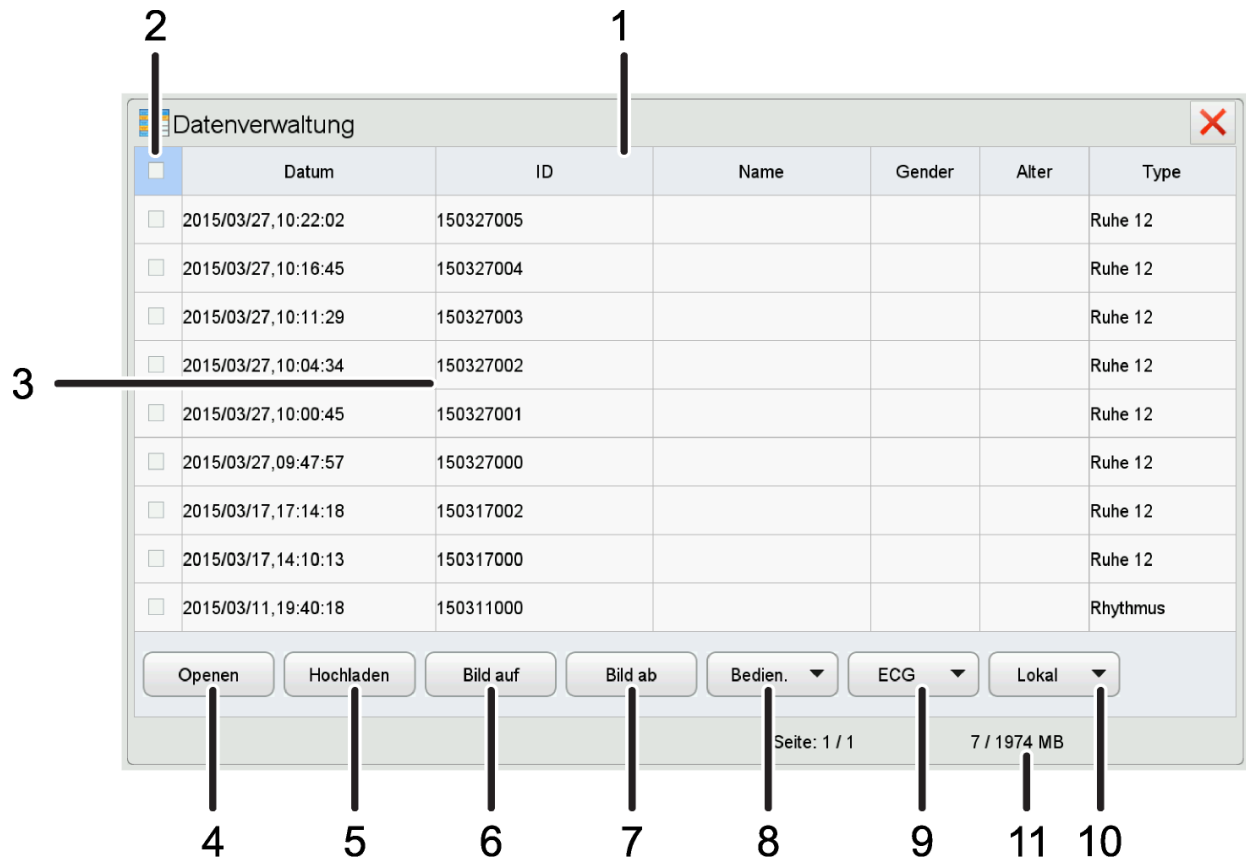 2 1
Datenverwaltung
Datum ID Name Gender Alter Type
2015/03/27,10:22:02 150327005 Ruhe 12
2015/03/27,10:16:45 150327004 Ruhe 12
2015/03/27,10:11:29 150327003 Ruhe 12
2015/03/27,10:04:34 150327002 Ruhe 12
3
2015/03/27,10:00:45 150327001 Ruhe 12
2015/03/27,09:47:57 150327000 Ruhe 12
2015/03/17,17:14:18 150317002 Ruhe 12
2015/03/17,14:10:13 150317000 Ruhe 12
2015/03/11,19:40:18 150311000 Rhythmus
Openen Hochladen Bild auf Bild ab Bedien. ECG Lokal
Seite: 1 / 1 7 / 1974 MB
4 5 6 7 8 9 11 10